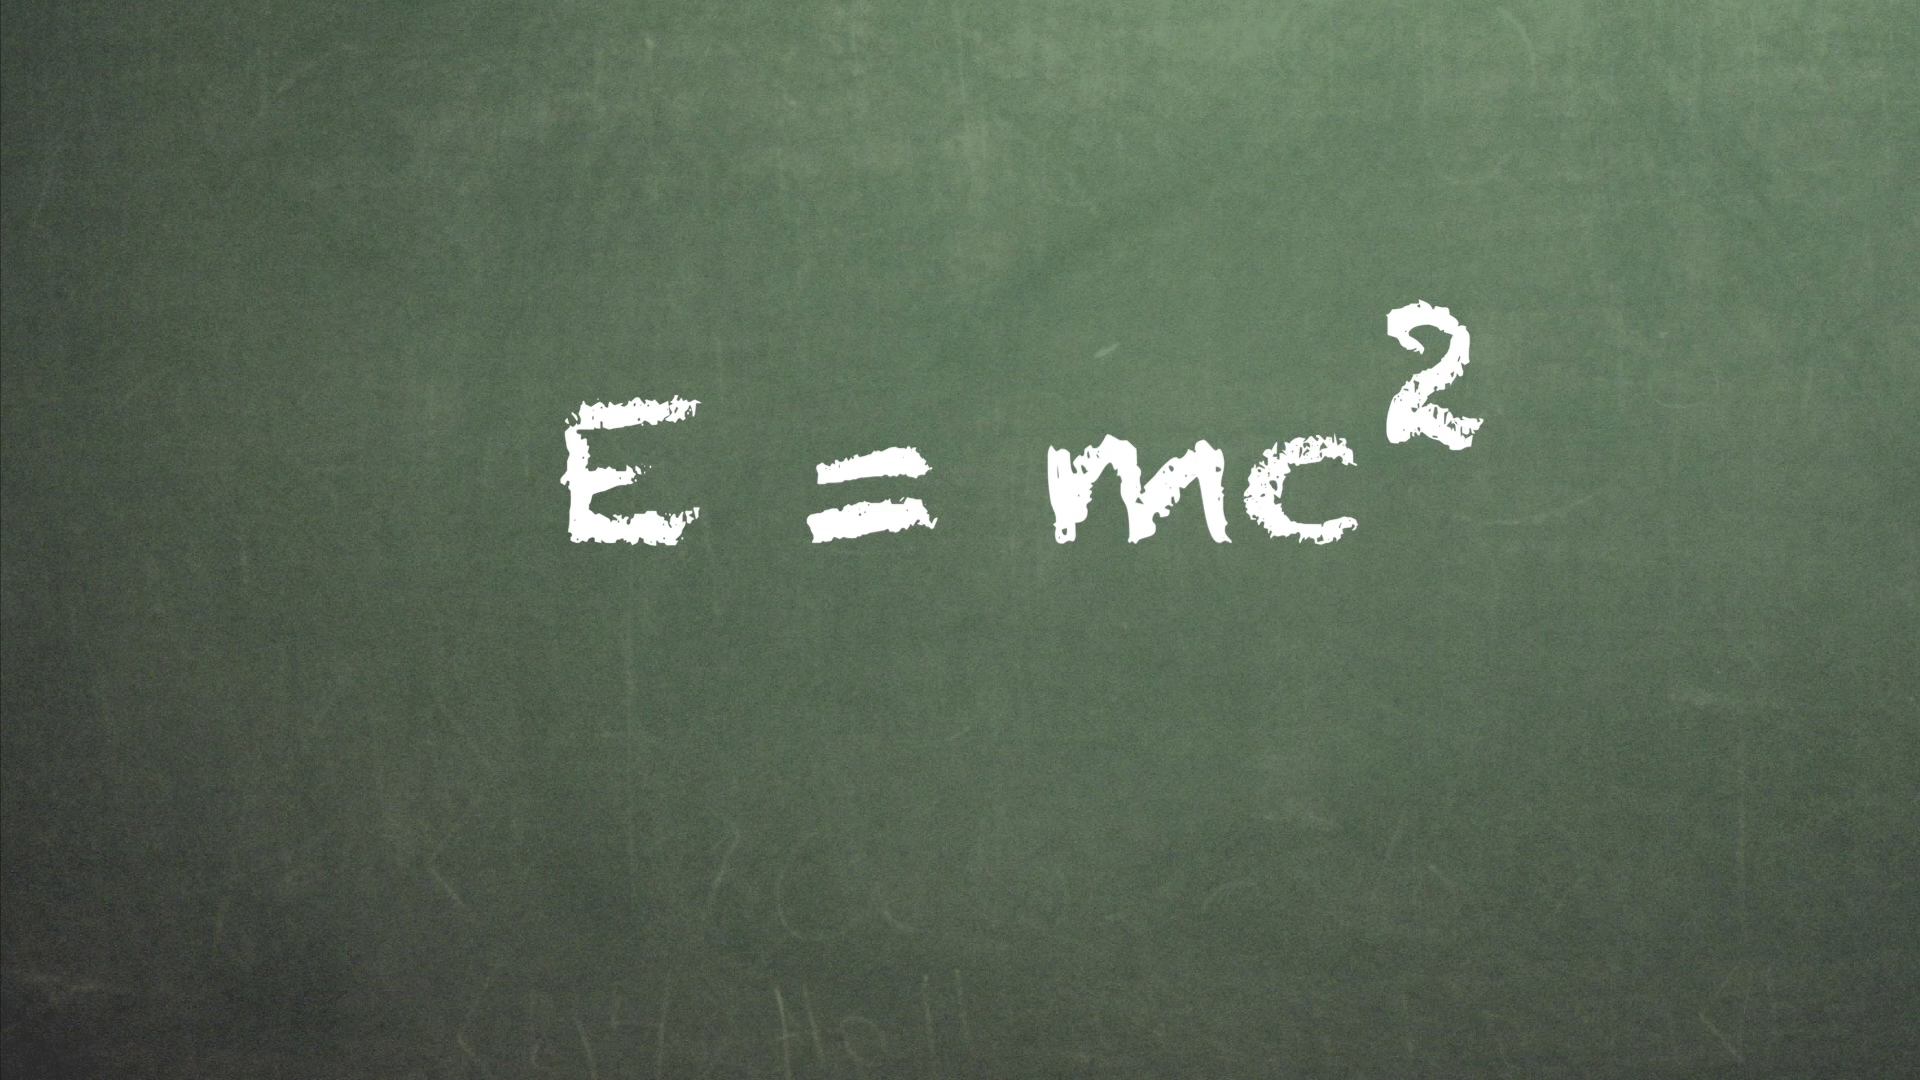 E = mc²